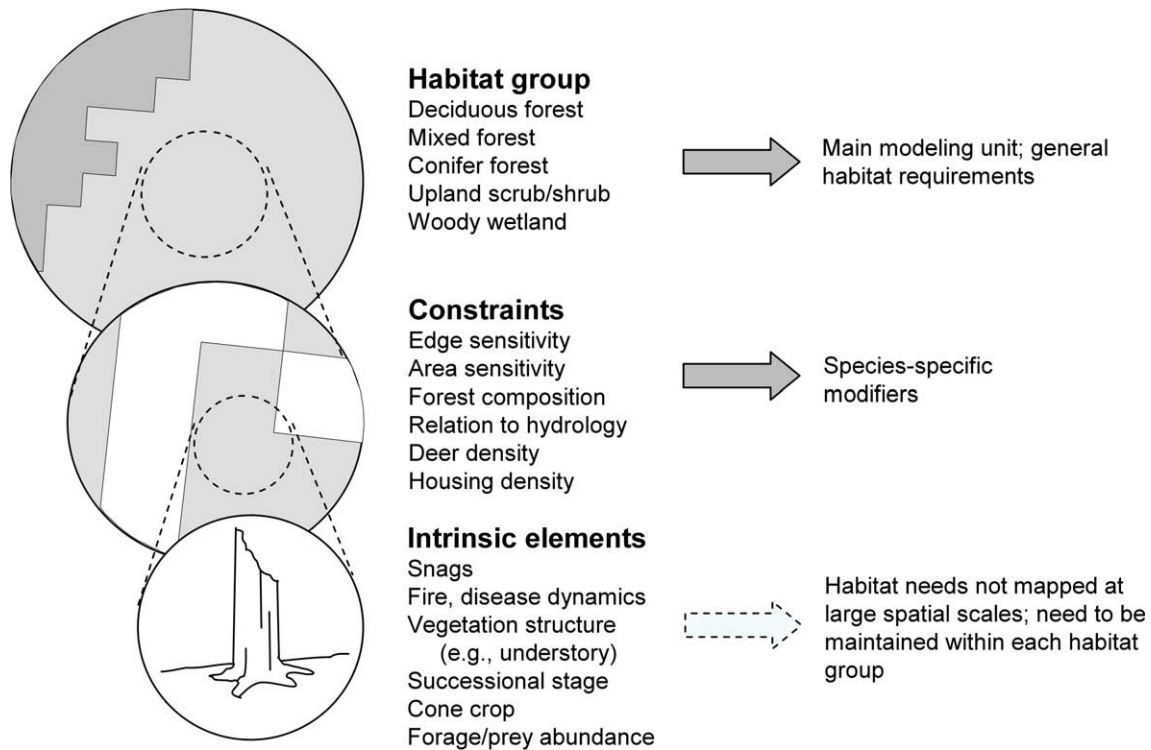 Habitat group
Deciduous forest
Mixed forest
Conifer forest
Upland scrub/shrub
Woody wetland
Main modeling unit; general
habitat requirements
Constraints
Edge sensitivity
Area sensitivity
Forest composition
Relation to hydrology
Deer density
Housing density
Species-specific
modifiers
Intrinsic elements
Snags
Fire, disease dynamics
Vegetation structure
(e.g., understory)
Successional stage
Cone crop
Forage/prey abundance
Habitat needs not mapped at
large spatial scales; need to be
maintained within each habitat
group